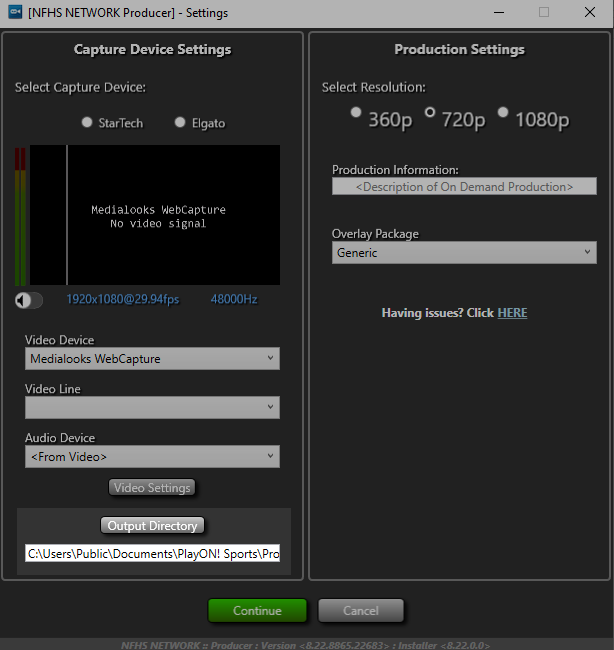 [NFHS NETWORK Producer] - Settings
Capture Device Settings
Select Capture Device:
StarTech Elgato
Medialooks WebCapture
No video signal
1920x1080@29.94fps 48000Hz
Video Device
Medialooks WebCapture
Video Line
Audio Device
<From Video>
Video Settings
Output Directory
C:\Users\Public\Documents\PlayON! Sports\Pro
Production Settings
Select Resolution:
360p 720p 1080p
Production Information:
<Description of On Demand Production>
Overlay Package
Generic
Having issues? Click HERE
Continue Cancel
NFHS NETWORK :: Producer : Version <8.22.8865.22683> : Installer <8.22.0.0>